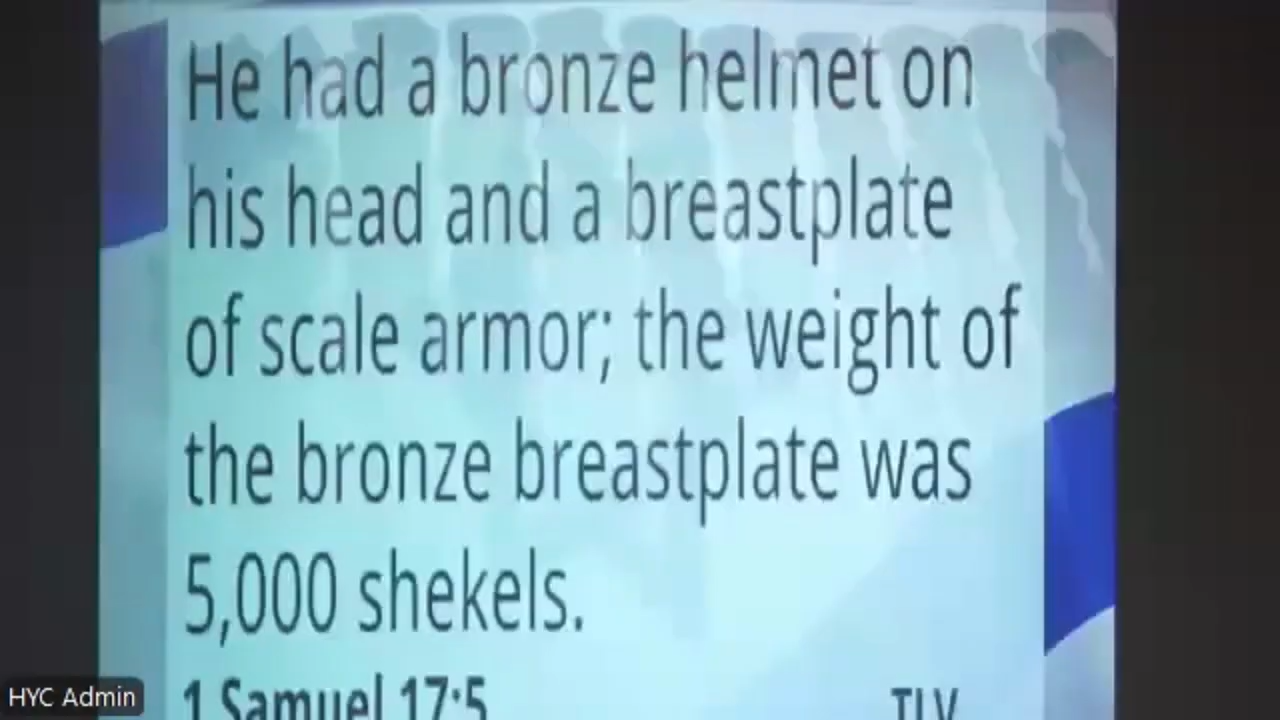 He had a bronze helmet on
his head and a breastplate
of scale armor; the weight of
the bronze breastplate was
5,000 shekels.
1 Samuel 17:5 TLV
HYC Admin